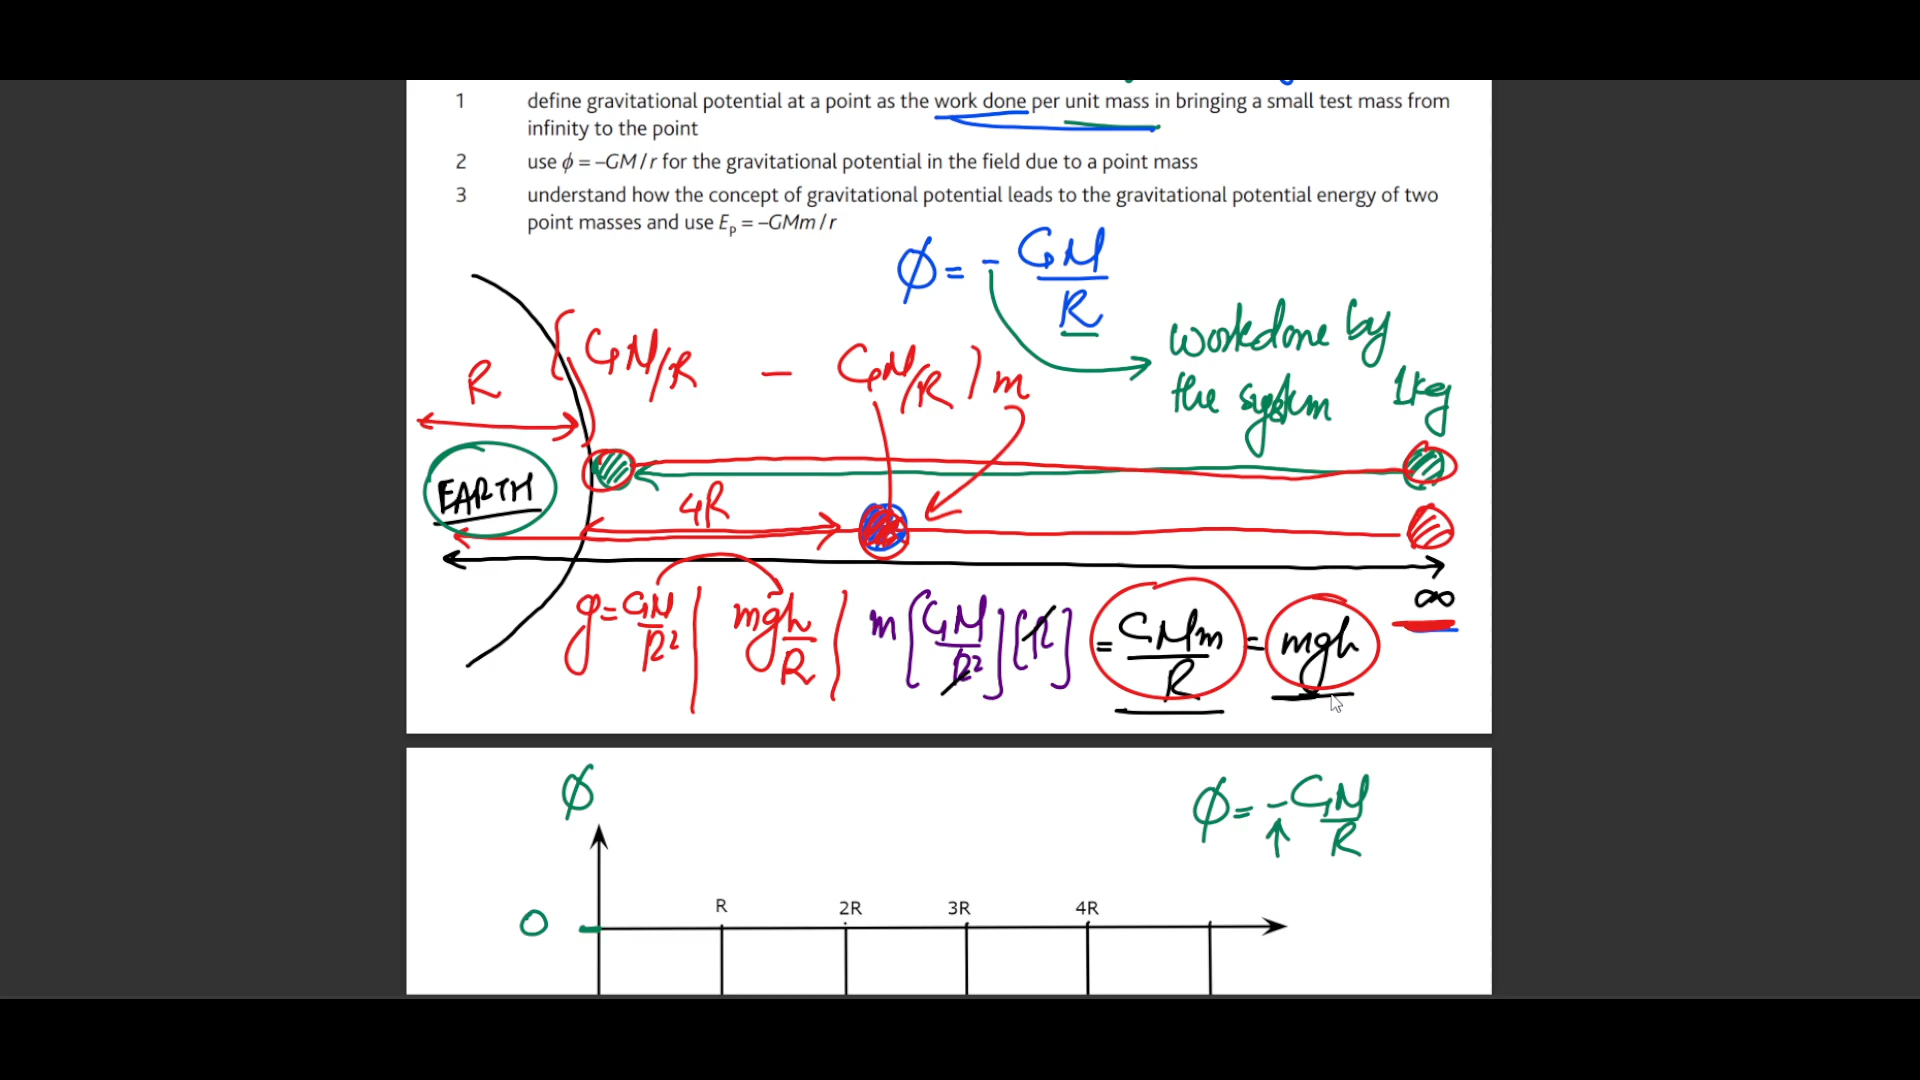 1 define gravitational potential at a point as the work done per unit mass in bringing a small test mass from
infinity to the point
2 use ϕ = –GM/r for the gravitational potential in the field due to a point mass
3 understand how the concept of gravitational potential leads to the gravitational potential energy of two
point masses and use Eₚ = –GMm/r
ϕ = - GM/R
workdone by
the system
1kg
R
(GM/R - GM/R) m
EARTH
4R
∞
g = GM/R² | mgh/R | m [GM/R²] [R] = GMm/R = mgh
ϕ
ϕ = - GM/R
R 2R 3R 4R
0